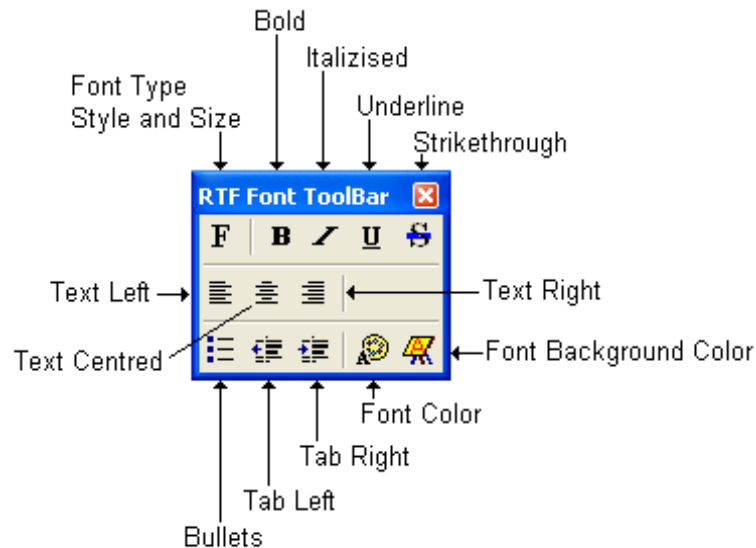 Bold
Italizised
Font Type
Style and Size
Underline
Strikethrough
RTF Font ToolBar
F B I U S
Text Left
Text Right
Text Centred
Font Background Color
A A
Font Color
Tab Right
Tab Left
Bullets